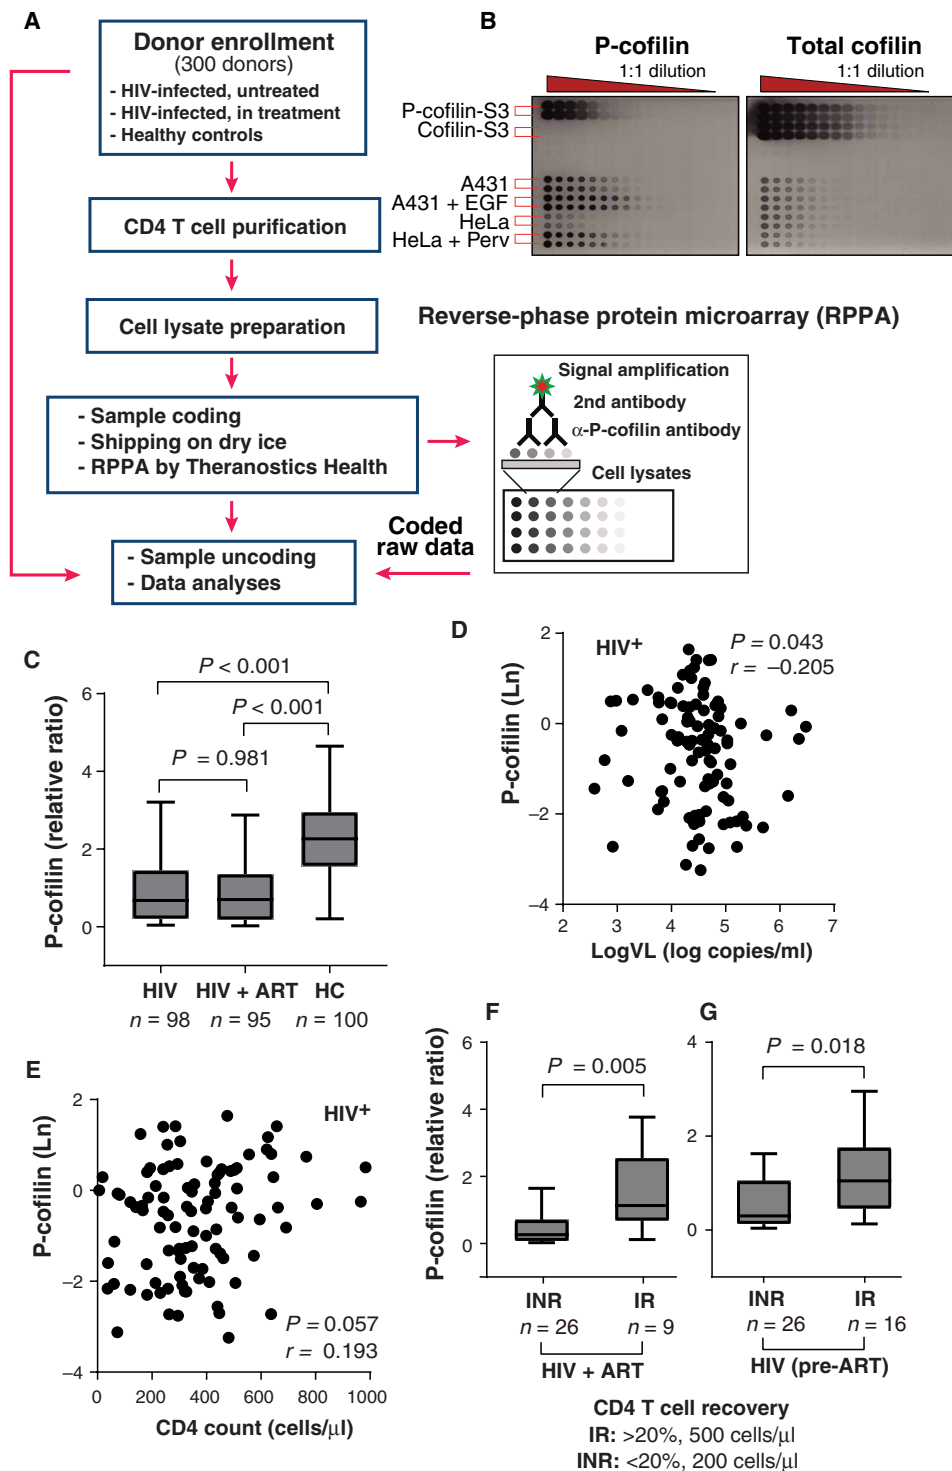 A
Donor enrollment
(300 donors)
- HIV-infected, untreated
- HIV-infected, in treatment
- Healthy controls
CD4 T cell purification
Cell lysate preparation
- Sample coding
- Shipping on dry ice
- RPPA by Theranostics Health
- Sample uncoding
- Data analyses
B
P-cofilin
Total cofilin
1:1 dilution
1:1 dilution
P-cofilin-S3
Cofilin-S3
A431
A431 + EGF
HeLa
HeLa + Perv
Reverse-phase protein microarray (RPPA)
Signal amplification
2nd antibody
α-P-cofilin antibody
Cell lysates
Coded
raw data
C
P < 0.001
P < 0.001
P = 0.981
P-cofilin (relative ratio)
6
4
2
0
HIV
HIV + ART
HC
n = 98
n = 95
n = 100
D
HIV+
P = 0.043
r = –0.205
P-cofilin (Ln)
2
0
–2
–4
2
3
4
5
6
7
LogVL (log copies/ml)
E
HIV+
P-cofilin (Ln)
2
0
–2
–4
P = 0.057
r = 0.193
0
200
400
600
800
1000
CD4 count (cells/μl)
F
P = 0.005
P-cofilin (relative ratio)
6
4
2
0
INR
IR
n = 26
n = 9
HIV + ART
G
P = 0.018
4
2
0
INR
IR
n = 26
n = 16
HIV (pre-ART)
CD4 T cell recovery
IR: >20%, 500 cells/μl
INR: <20%, 200 cells/μl